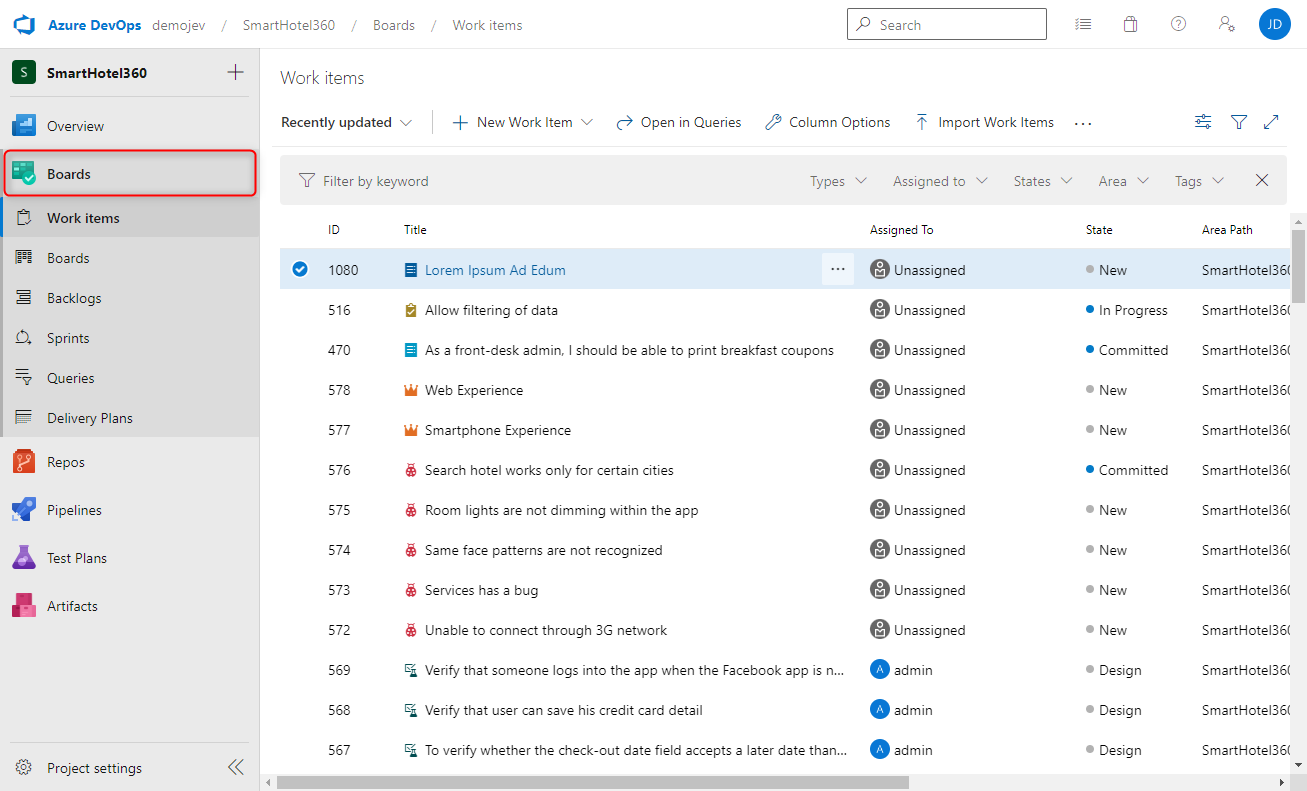 Azure DevOps demojev / SmartHotel360 / Boards / Work items Search JD
S SmartHotel360
Overview
Boards
Work items
Boards
Backlogs
Sprints
Queries
Delivery Plans
Repos
Pipelines
Test Plans
Artifacts
Project settings
Work items
Recently updated New Work Item Open in Queries Column Options Import Work Items ...
Filter by keyword Types Assigned to States Area Tags
ID Title Assigned To State Area Path
1080 Lorem Ipsum Ad Edum ... Unassigned New SmartHotel360
516 Allow filtering of data Unassigned In Progress SmartHotel360
470 As a front-desk admin, I should be able to print breakfast coupons Unassigned Committed SmartHotel360
578 Web Experience Unassigned New SmartHotel360
577 Smartphone Experience Unassigned New SmartHotel360
576 Search hotel works only for certain cities Unassigned Committed SmartHotel360
575 Room lights are not dimming within the app Unassigned New SmartHotel360
574 Same face patterns are not recognized Unassigned New SmartHotel360
573 Services has a bug Unassigned New SmartHotel360
572 Unable to connect through 3G network Unassigned New SmartHotel360
569 Verify that someone logs into the app when the Facebook app is n... A admin Design SmartHotel360
568 Verify that user can save his credit card detail A admin Design SmartHotel360
567 To verify whether the check-out date field accepts a later date than... A admin Design SmartHotel360